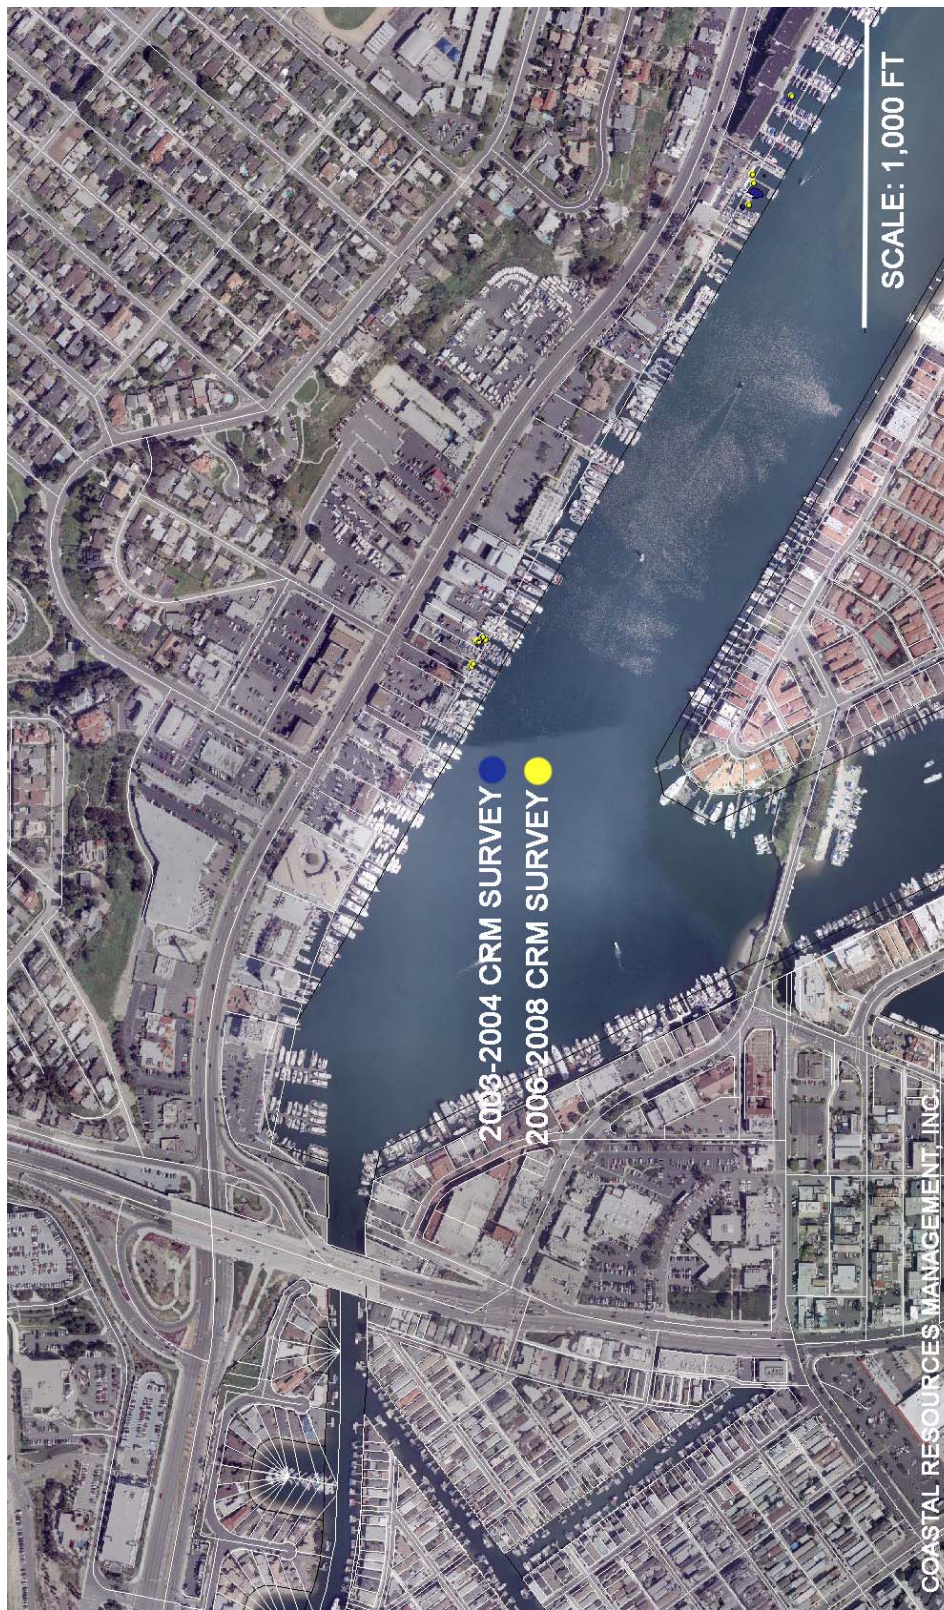 2003-2004 CRM SURVEY
2006-2008 CRM SURVEY
SCALE: 1,000 FT
COASTAL RESOURCES MANAGEMENT, INC.